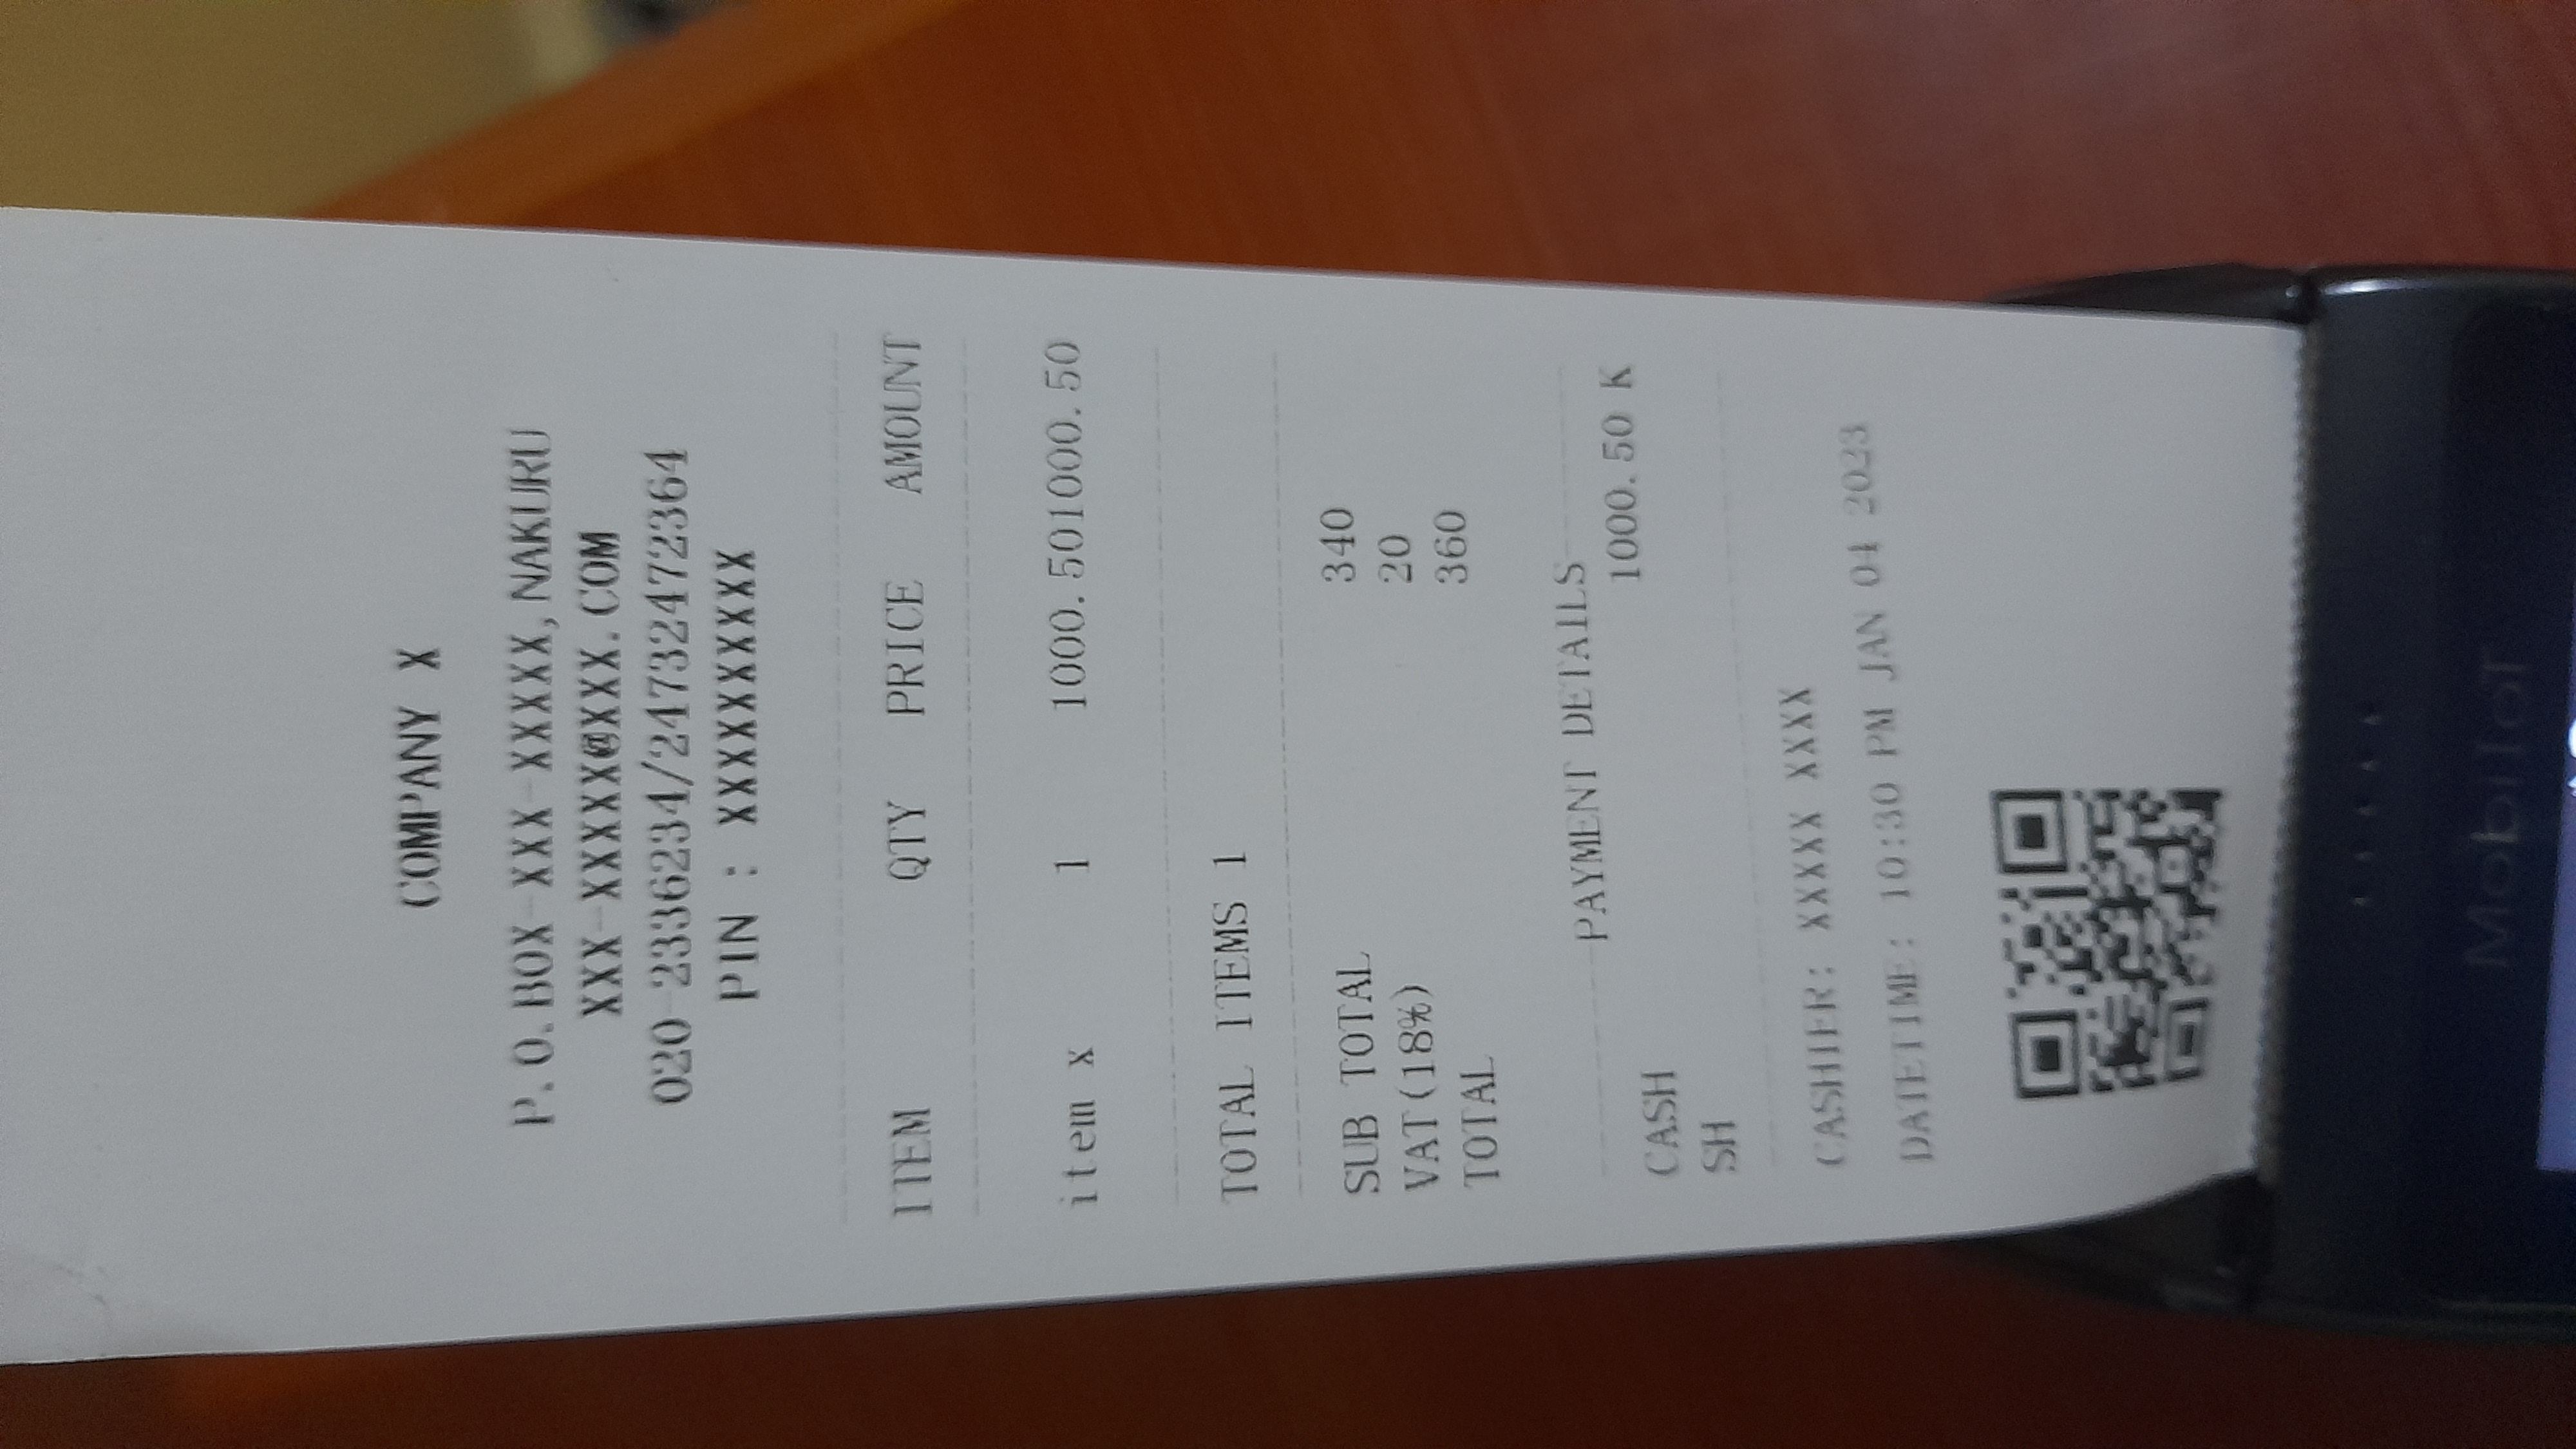 COMPANY X
P.O.BOX-XXX-XXXXX,NAKURU
XXX-XXXXX@XXX.COM
020-2336234/24732472364
PIN : XXXXXXXXXX
ITEM QTY PRICE AMOUNT
item x 1 1000.501000.50
TOTAL ITEMS 1
SUB TOTAL 340
VAT(18%) 20
TOTAL 360
PAYMENT DETAILS
CASH 1000.50 K
SH
CASHIER: XXXXX XXXX
DATETIME: 10:30 PM JAN 04 2023
MobiIoT